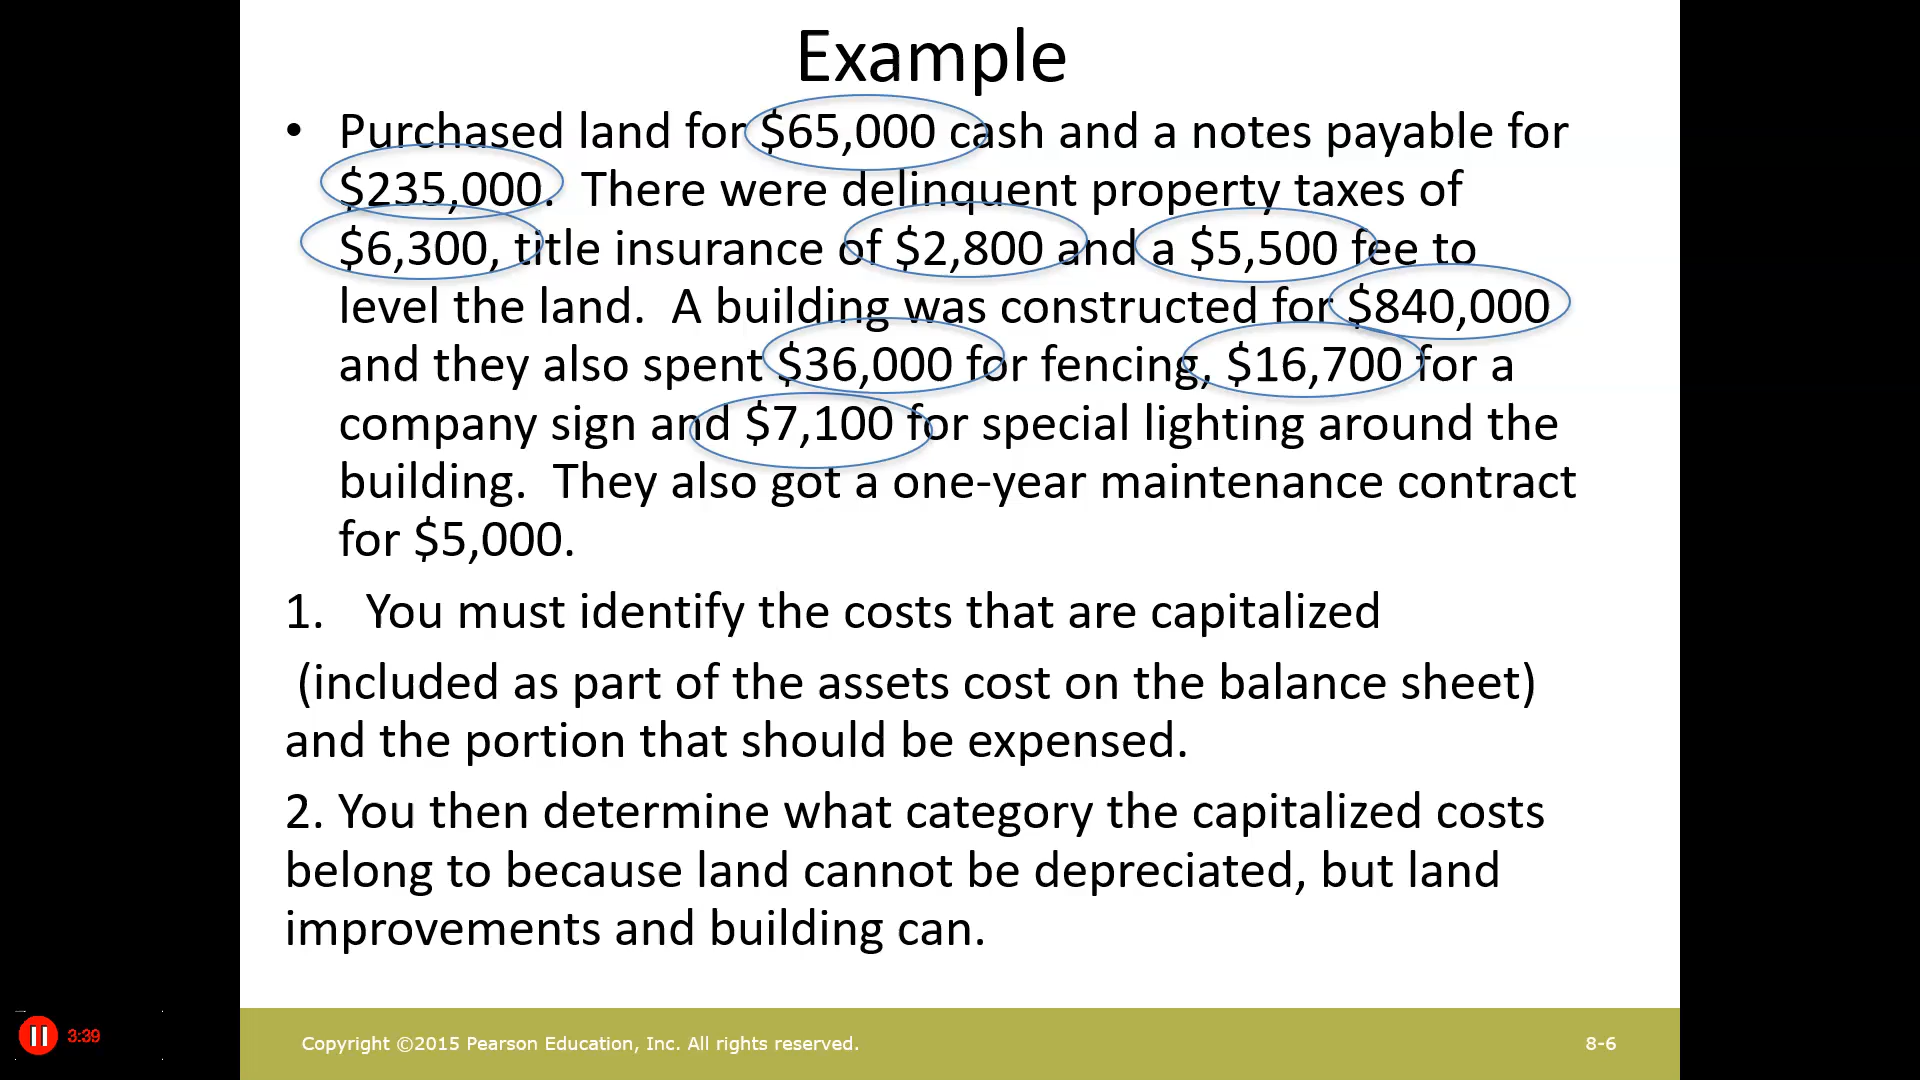 Example
• Purchased land for $65,000 cash and a notes payable for
$235,000.  There were delinquent property taxes of
$6,300, title insurance of $2,800 and a $5,500 fee to
level the land.  A building was constructed for $840,000
and they also spent $36,000 for fencing, $16,700 for a
company sign and $7,100 for special lighting around the
building.  They also got a one-year maintenance contract
for $5,000.
1. You must identify the costs that are capitalized
(included as part of the assets cost on the balance sheet)
and the portion that should be expensed.
2. You then determine what category the capitalized costs
belong to because land cannot be depreciated, but land
improvements and building can.
3:39
Copyright ©2015 Pearson Education, Inc. All rights reserved.
8-6